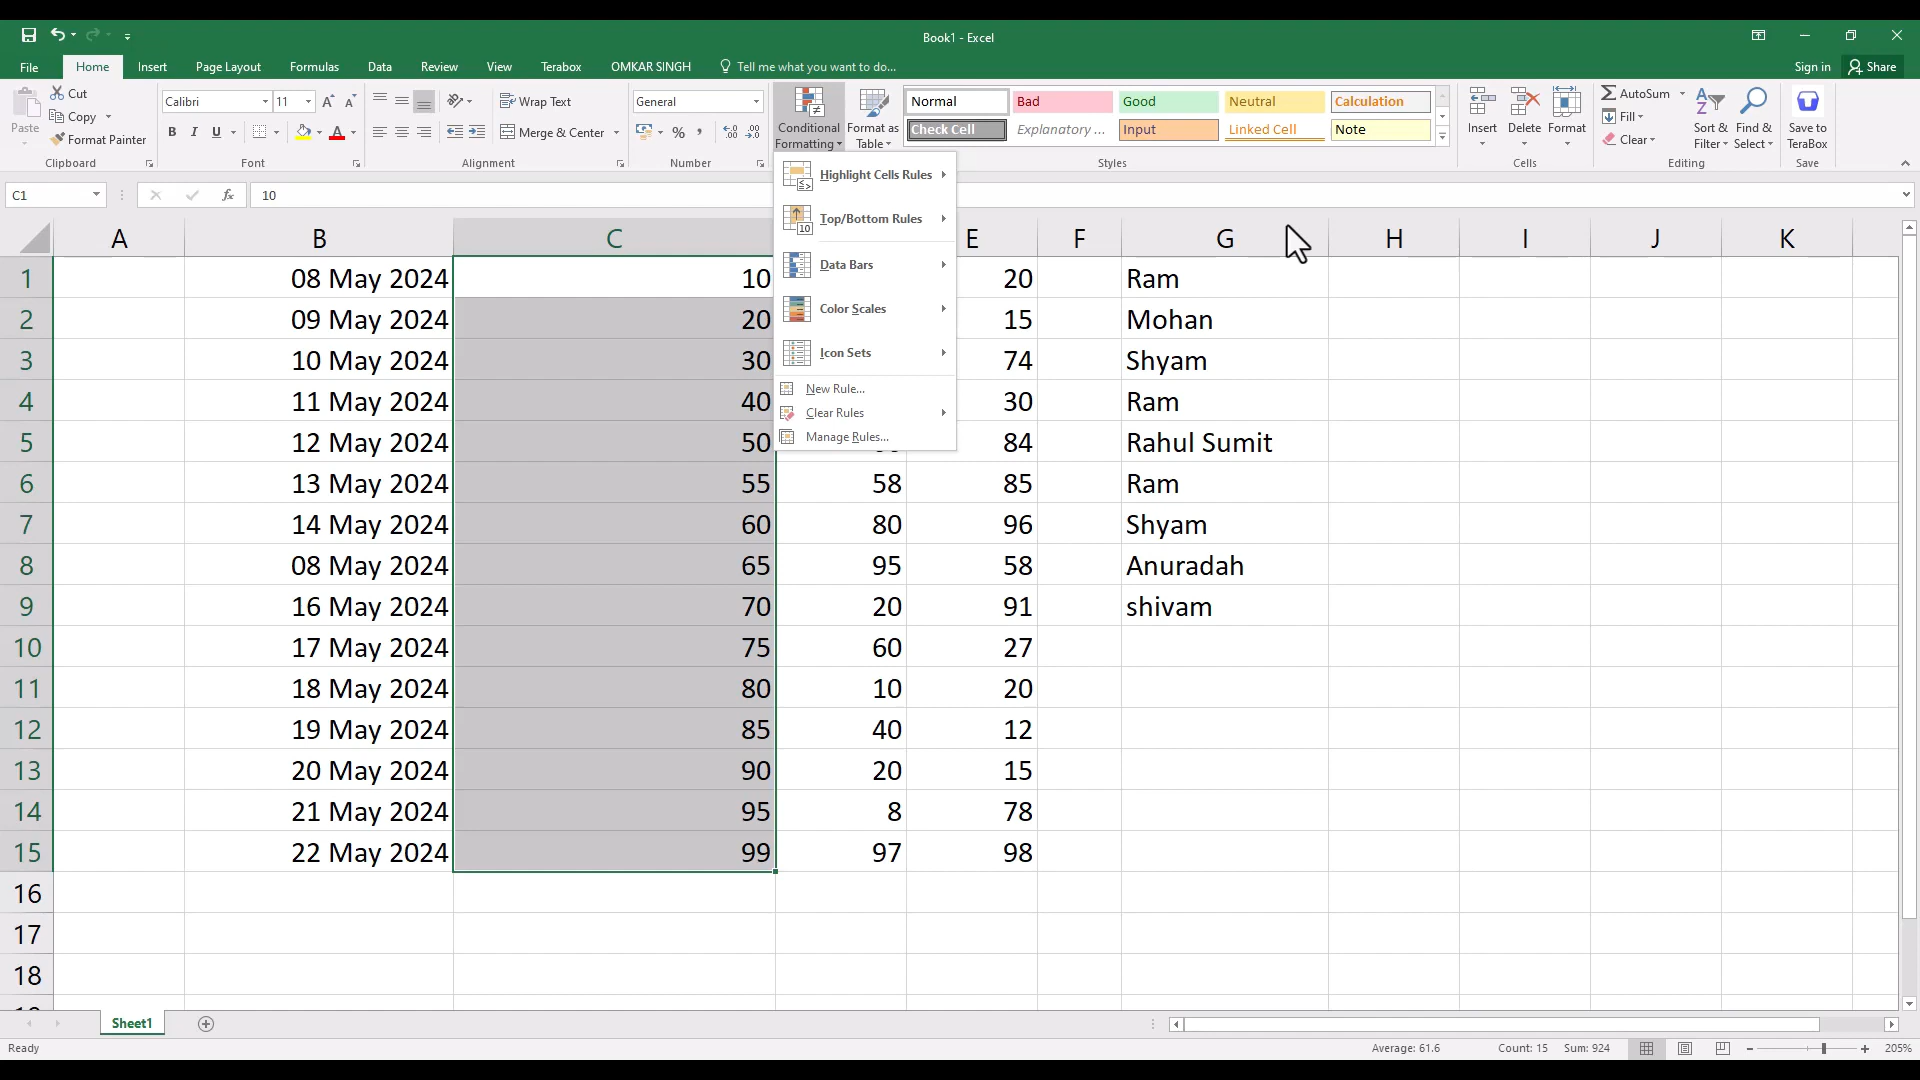 Book1 - Excel
File Home Insert Page Layout Formulas Data Review View Terabox OMKAR SINGH Tell me what you want to do... Sign in Share
Paste
Cut
Copy
Format Painter
Clipboard
Calibri 11
B I U
Font
Wrap Text
Merge & Center
Alignment
General
%
Number
Conditional
Formatting
Format as
Table
Normal Bad Good Neutral Calculation
Check Cell Explanatory ... Input Linked Cell Note
Styles
Insert Delete Format
Cells
AutoSum
Fill
Clear
Sort &
Filter
Find &
Select
Editing
Save to
TeraBox
Save
C1 fx 10
Highlight Cells Rules
Top/Bottom Rules
Data Bars
Color Scales
Icon Sets
New Rule...
Clear Rules
Manage Rules...
A B C E F G H I J K
1 08 May 2024 10 20 Ram
2 09 May 2024 20 15 Mohan
3 10 May 2024 30 74 Shyam
4 11 May 2024 40 30 Ram
5 12 May 2024 50 84 Rahul Sumit
6 13 May 2024 55 58 85 Ram
7 14 May 2024 60 80 96 Shyam
8 08 May 2024 65 95 58 Anuradah
9 16 May 2024 70 20 91 shivam
10 17 May 2024 75 60 27
11 18 May 2024 80 10 20
12 19 May 2024 85 40 12
13 20 May 2024 90 20 15
14 21 May 2024 95 8 78
15 22 May 2024 99 97 98
16
17
18
Sheet1
Ready Average: 61.6 Count: 15 Sum: 924 205%